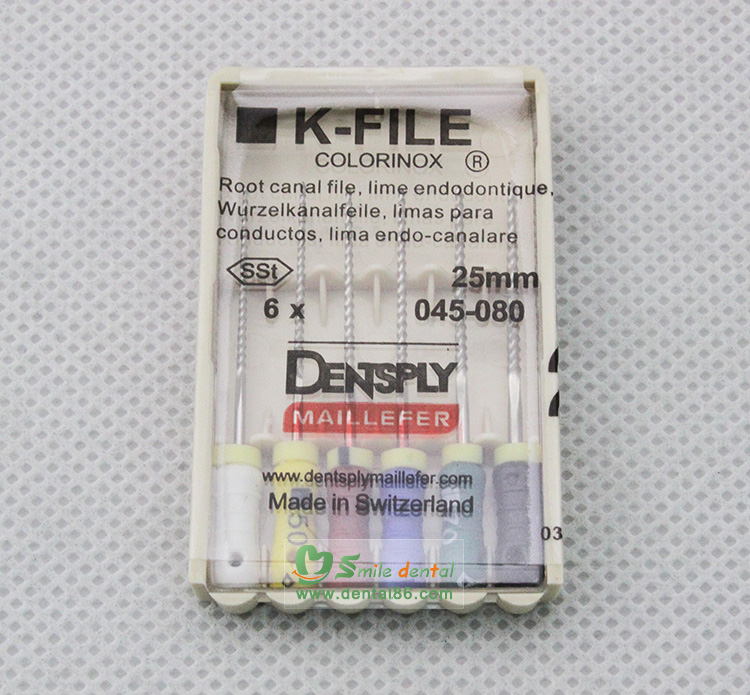 K-FILE
COLORINOX ®
Root canal file, lime endodontique,
Wurzelkanalfeile, limas para
conductos, lima endo-canalare
SSt 25mm
6 x 045-080
DENTSPLY
MAILLEFER
www.dentsplymaillefer.com
Made in Switzerland
50
03
Smile dental
www.dental86.com